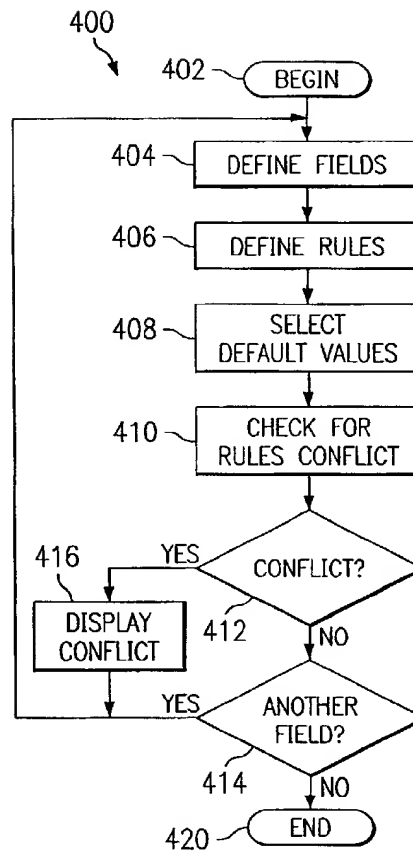 400
402
BEGIN
404
DEFINE FIELDS
406
DEFINE RULES
408
SELECT
DEFAULT VALUES
410
CHECK FOR
RULES CONFLICT
416
YES
CONFLICT?
412
DISPLAY
CONFLICT
NO
YES
ANOTHER
FIELD?
414
NO
420
END